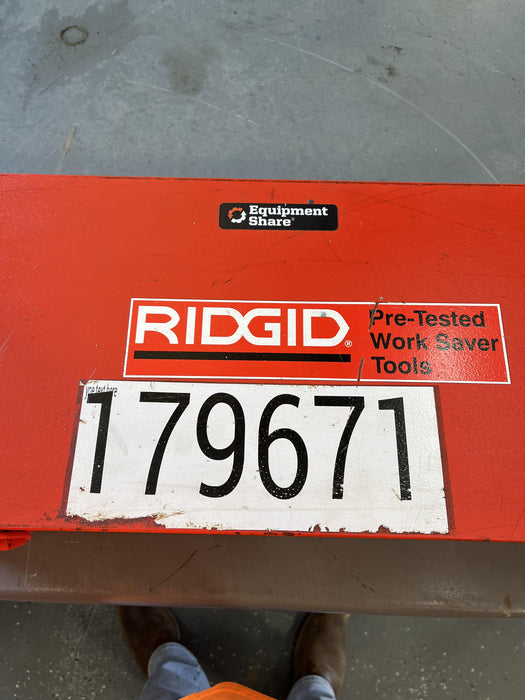 Equipment
Share
RIDGID®
Pre-Tested
Work Saver
Tools
179671